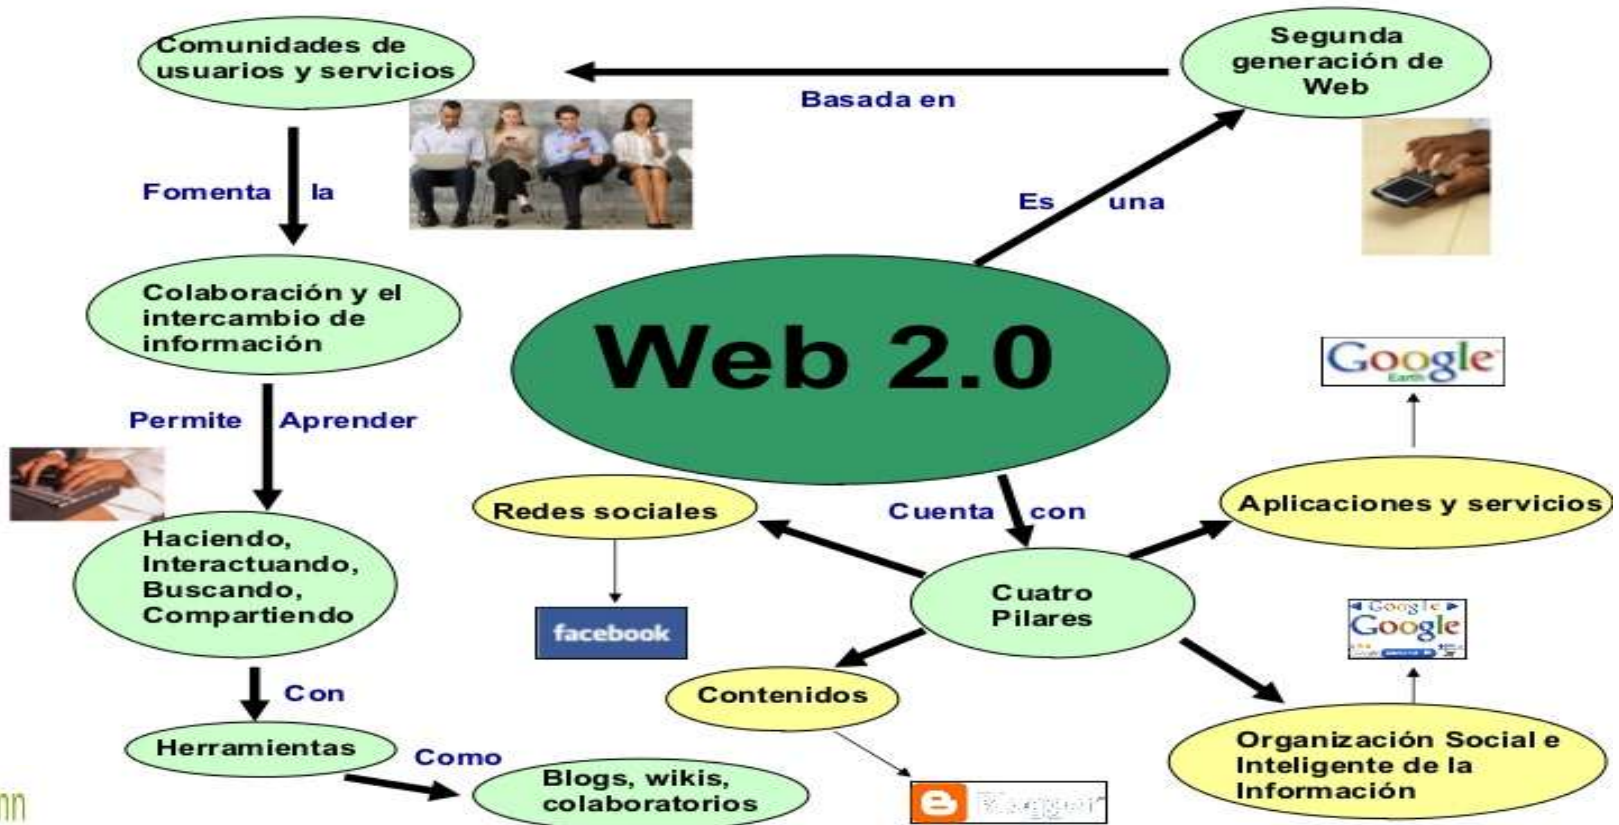 Comunidades de
usuarios y servicios
Segunda
generación de
Web
Basada en
Fomenta la
Es una
Colaboración y el
intercambio de
información
Web 2.0
Google
Earth
Permite Aprender
Redes sociales
Cuenta con
Aplicaciones y servicios
Haciendo,
Interactuando,
Buscando,
Compartiendo
facebook
Cuatro
Pilares
Google
Google
Con
Contenidos
Herramientas
Como
Organización Social e
Inteligente de la
Información
Blogs, wikis,
colaboratorios